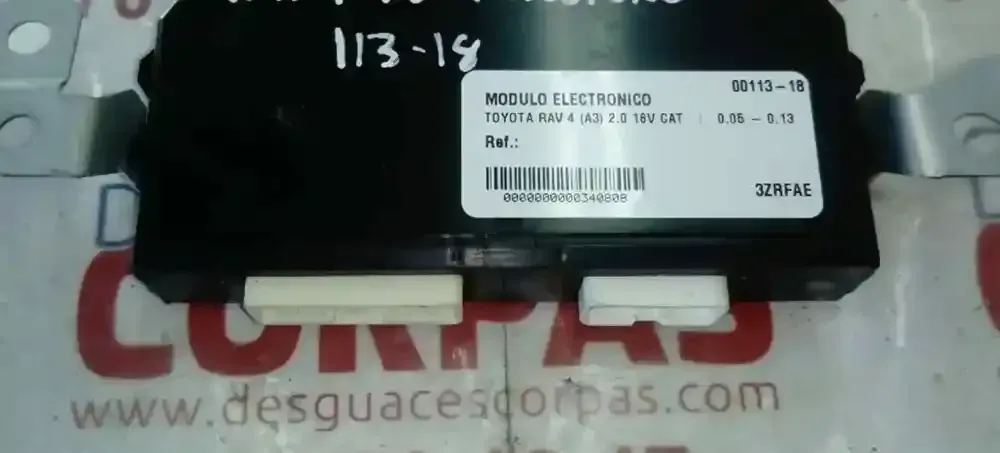 113-18
00113-18
MODULO ELECTRONICO
TOYOTA RAV 4 (A3) 2.0 16V CAT | 0.05 - 0.13
Ref.:
0000000000340808
3ZRFAE
CORPAS
www.desguacescorpas.com